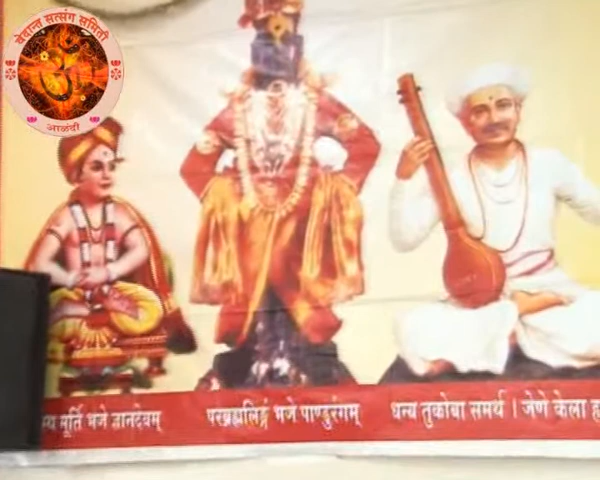 वेदान्त सत्संग समिती
आळंदी
मूर्ति भजे ज्ञानदेवम् परब्रह्मलिङ्गं भजे पाण्डुरंगम् धन्य तुकोबा समर्थ । जेणे केला